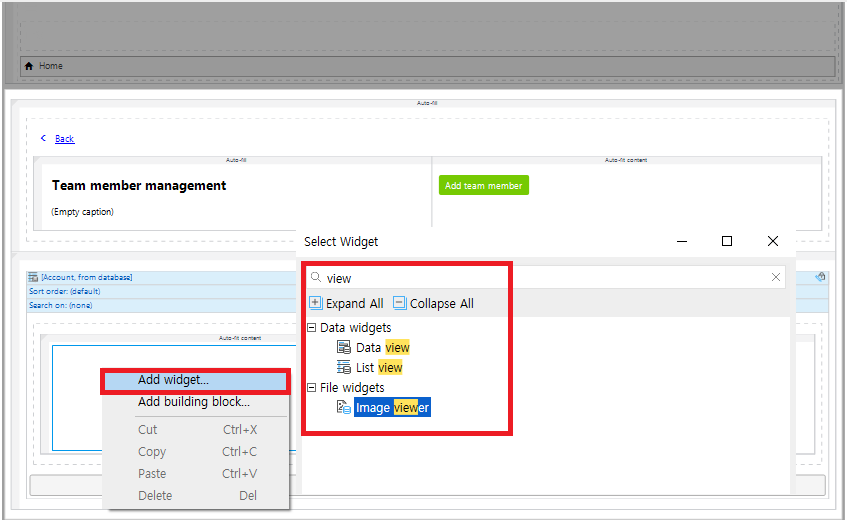 Home
Auto-fill
Back
Auto-fill
Auto-fit content
Team member management
Add team member
(Empty caption)
Select Widget
[Account, from database]
Sort order: (default)
Search on: (none)
view
Expand All
Collapse All
Data widgets
Data view
List view
File widgets
Image viewer
Auto-fit content
Add widget...
Add building block...
Cut Ctrl+X
Copy Ctrl+C
Paste Ctrl+V
Delete Del